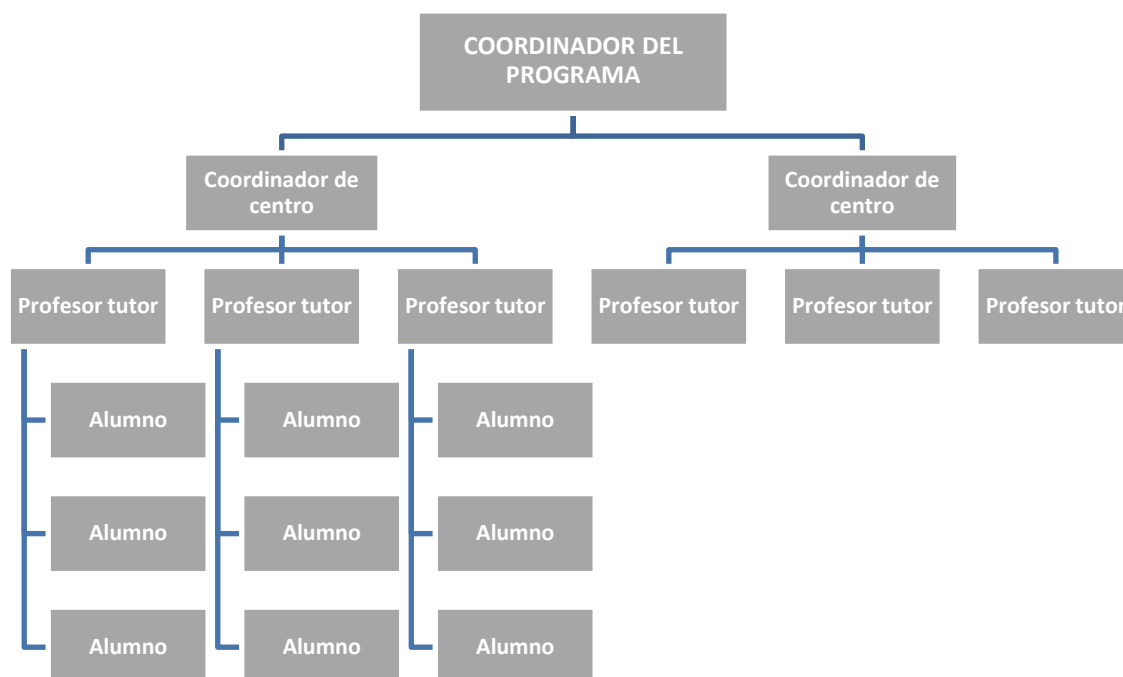 COORDINADOR DEL
PROGRAMA
Coordinador de
centro
Coordinador de
centro
Profesor tutor
Profesor tutor
Profesor tutor
Profesor tutor
Profesor tutor
Profesor tutor
Alumno
Alumno
Alumno
Alumno
Alumno
Alumno
Alumno
Alumno
Alumno